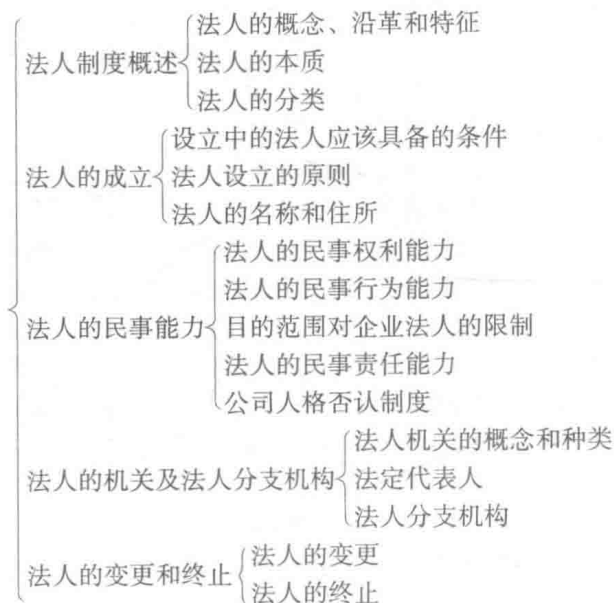 法人的概念、沿革和特征
法人制度概述
法人的本质
法人的分类
设立中的法人应该具备的条件
法人的成立
法人设立的原则
法人的名称和住所
法人的民事权利能力
法人的民事行为能力
法人的民事能力
目的范围对企业法人的限制
法人的民事责任能力
公司人格否认制度
法人机关的概念和种类
法人的机关及法人分支机构
法定代表人
法人分支机构
法人的变更和终止
法人的变更
法人的终止